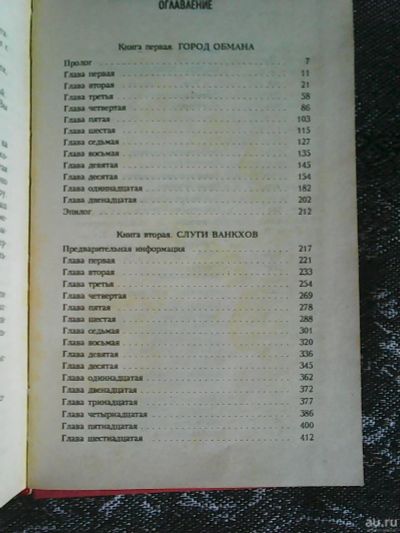 ОГЛАВЛЕНИЕ
Книга первая. ГОРОД ОБМАНА
Пролог 7
Глава первая 11
Глава вторая 21
Глава третья 58
Глава четвертая 86
Глава пятая 103
Глава шестая 115
Глава седьмая 127
Глава восьмая 135
Глава девятая 145
Глава десятая 154
Глава одиннадцатая 182
Глава двенадцатая 202
Эпилог 212
Книга вторая. СЛУГИ ВАНКХОВ
Предварительная информация 217
Глава первая 221
Глава вторая 233
Глава третья 254
Глава четвертая 269
Глава пятая 278
Глава шестая 288
Глава седьмая 301
Глава восьмая 320
Глава девятая 336
Глава десятая 345
Глава одиннадцатая 362
Глава двенадцатая 372
Глава тринадцатая 377
Глава четырнадцатая 386
Глава пятнадцатая 400
Глава шестнадцатая 412
au.ru